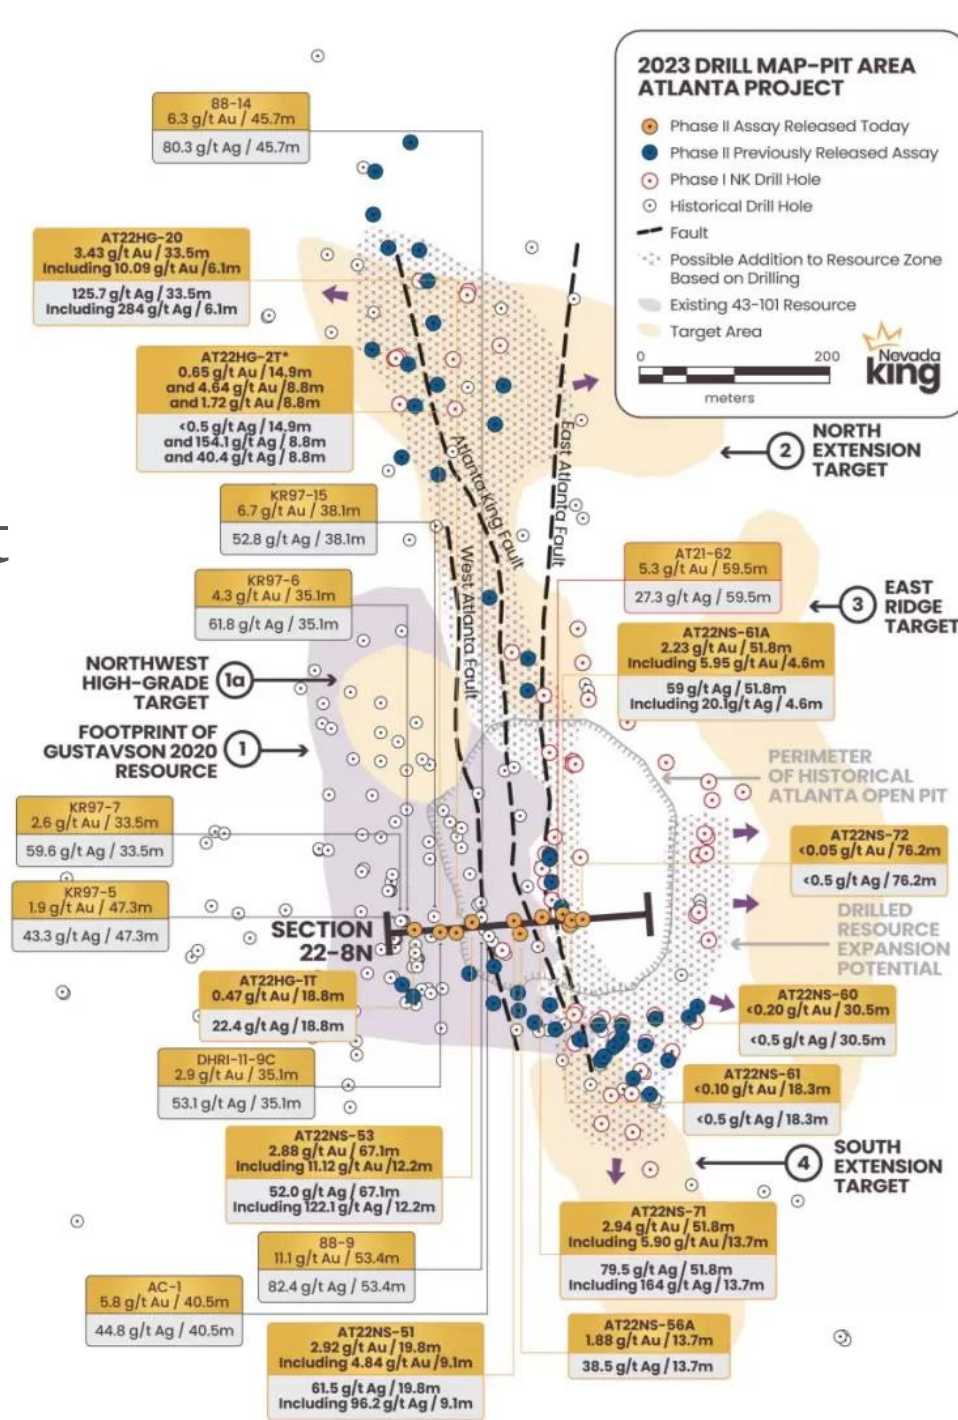 2023 DRILL MAP-PIT AREA
ATLANTA PROJECT
Phase II Assay Released Today
Phase II Previously Released Assay
Phase I NK Drill Hole
Historical Drill Hole
Fault
Possible Addition to Resource Zone
Based on Drilling
Existing 43-101 Resource
Target Area
0 200
meters
Nevada
king
88-14
6.3 g/t Au / 45.7m
80.3 g/t Ag / 45.7m
AT22HG-20
3.43 g/t Au / 33.5m
Including 10.09 g/t Au /6.1m
125.7 g/t Ag / 33.5m
Including 284 g/t Ag / 6.1m
AT22HG-2T*
0.65 g/t Au /14.9m
and 4.64 g/t Au /8.8m
and 1.72 g/t Au /8.8m
<0.5 g/t Ag / 14.9m
and 154.1 g/t Ag / 8.8m
and 40.4 g/t Ag / 8.8m
2
NORTH
EXTENSION
TARGET
Atlanta King Fault
East Atlanta Fault
West Atlanta Fault
KR97-15
6.7 g/t Au / 38.1m
52.8 g/t Ag / 38.1m
t
KR97-6
4.3 g/t Au / 35.1m
61.8 g/t Ag / 35.1m
AT21-62
5.3 g/t Au / 59.5m
27.3 g/t Ag / 59.5m
3
EAST
RIDGE
TARGET
AT22NS-61A
2.23 g/t Au / 51.8m
Including 5.95 g/t Au /4.6m
59 g/t Ag / 51.8m
Including 20.1g/t Ag / 4.6m
NORTHWEST
HIGH-GRADE
TARGET
1a
FOOTPRINT OF
GUSTAVSON 2020
RESOURCE
1
PERIMETER
OF HISTORICAL
ATLANTA OPEN PIT
KR97-7
2.6 g/t Au / 33.5m
59.6 g/t Ag / 33.5m
AT22NS-72
<0.05 g/t Au / 76.2m
<0.5 g/t Ag / 76.2m
KR97-5
1.9 g/t Au / 47.3m
43.3 g/t Ag / 47.3m
SECTION
22-8N
DRILLED
RESOURCE
EXPANSION
POTENTIAL
AT22HG-1T
0.47 g/t Au / 18.8m
22.4 g/t Ag / 18.8m
AT22NS-60
<0.20 g/t Au / 30.5m
<0.5 g/t Ag / 30.5m
DHRI-11-9C
2.9 g/t Au / 35.1m
53.1 g/t Ag / 35.1m
AT22NS-61
<0.10 g/t Au / 18.3m
<0.5 g/t Ag / 18.3m
AT22NS-53
2.88 g/t Au / 67.1m
Including 11.12 g/t Au /12.2m
52.0 g/t Ag / 67.1m
Including 122.1 g/t Ag / 12.2m
4
SOUTH
EXTENSION
TARGET
AT22NS-71
2.94 g/t Au / 51.8m
Including 5.90 g/t Au /13.7m
79.5 g/t Ag / 51.8m
Including 164 g/t Ag / 13.7m
88-9
11.1 g/t Au / 53.4m
82.4 g/t Ag / 53.4m
AC-1
5.8 g/t Au / 40.5m
44.8 g/t Ag / 40.5m
AT22NS-51
2.92 g/t Au / 19.8m
Including 4.84 g/t Au /9.1m
61.5 g/t Ag / 19.8m
Including 96.2 g/t Ag / 9.1m
AT22NS-56A
1.88 g/t Au / 13.7m
38.5 g/t Ag / 13.7m